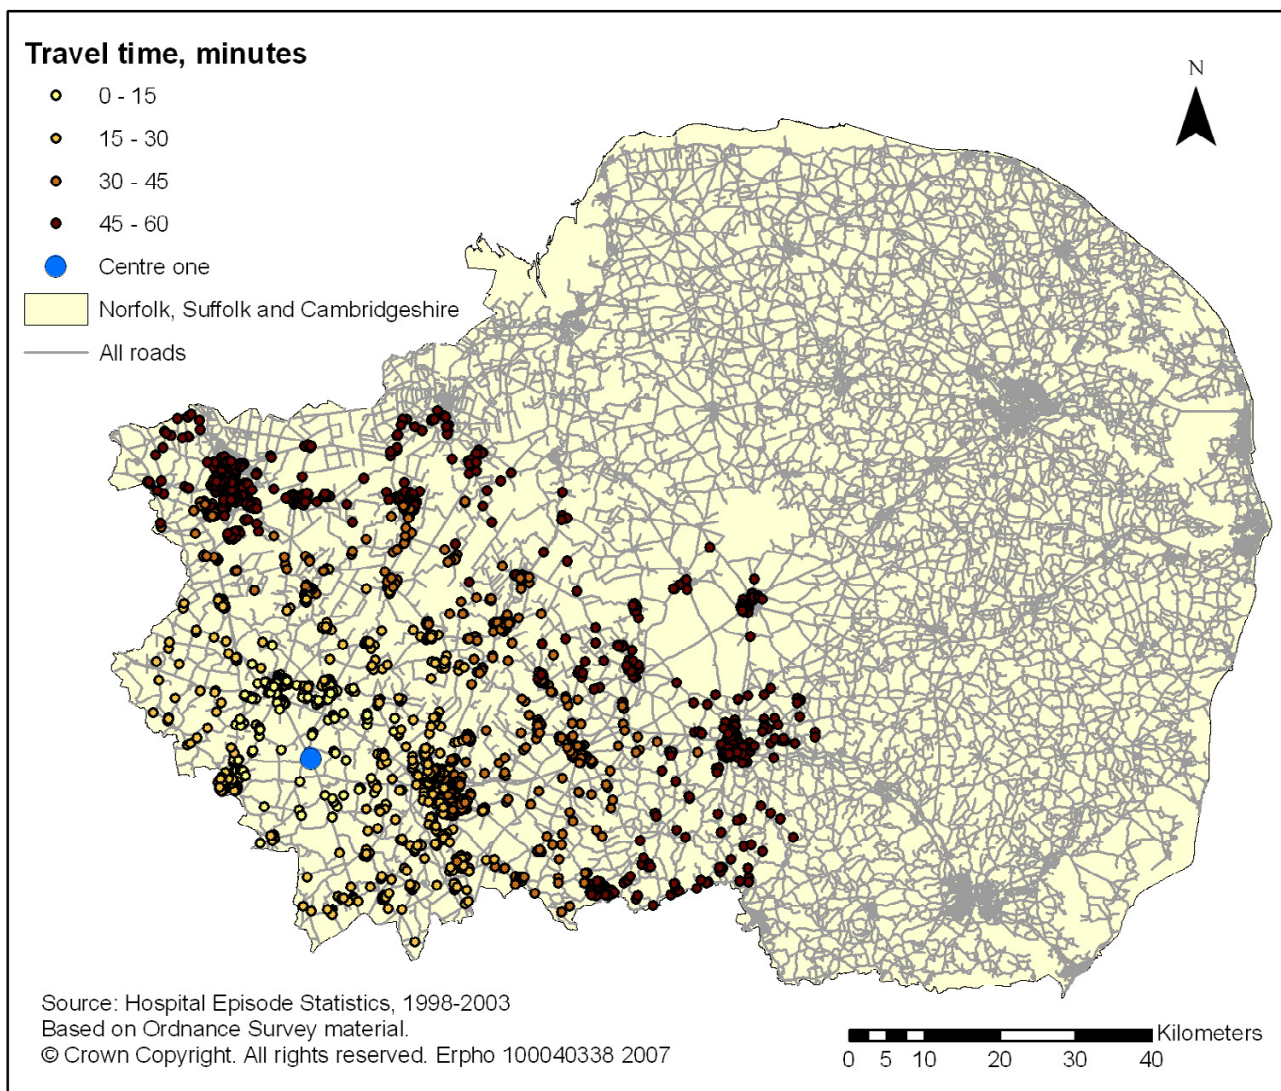 Travel time, minutes
0 - 15
15 - 30
30 - 45
45 - 60
Centre one
Norfolk, Suffolk and Cambridgeshire
All roads
N
Source: Hospital Episode Statistics, 1998-2003
Based on Ordnance Survey material.
© Crown Copyright. All rights reserved. Erpho 100040338 2007
Kilometers
0 5 10 20 30 40